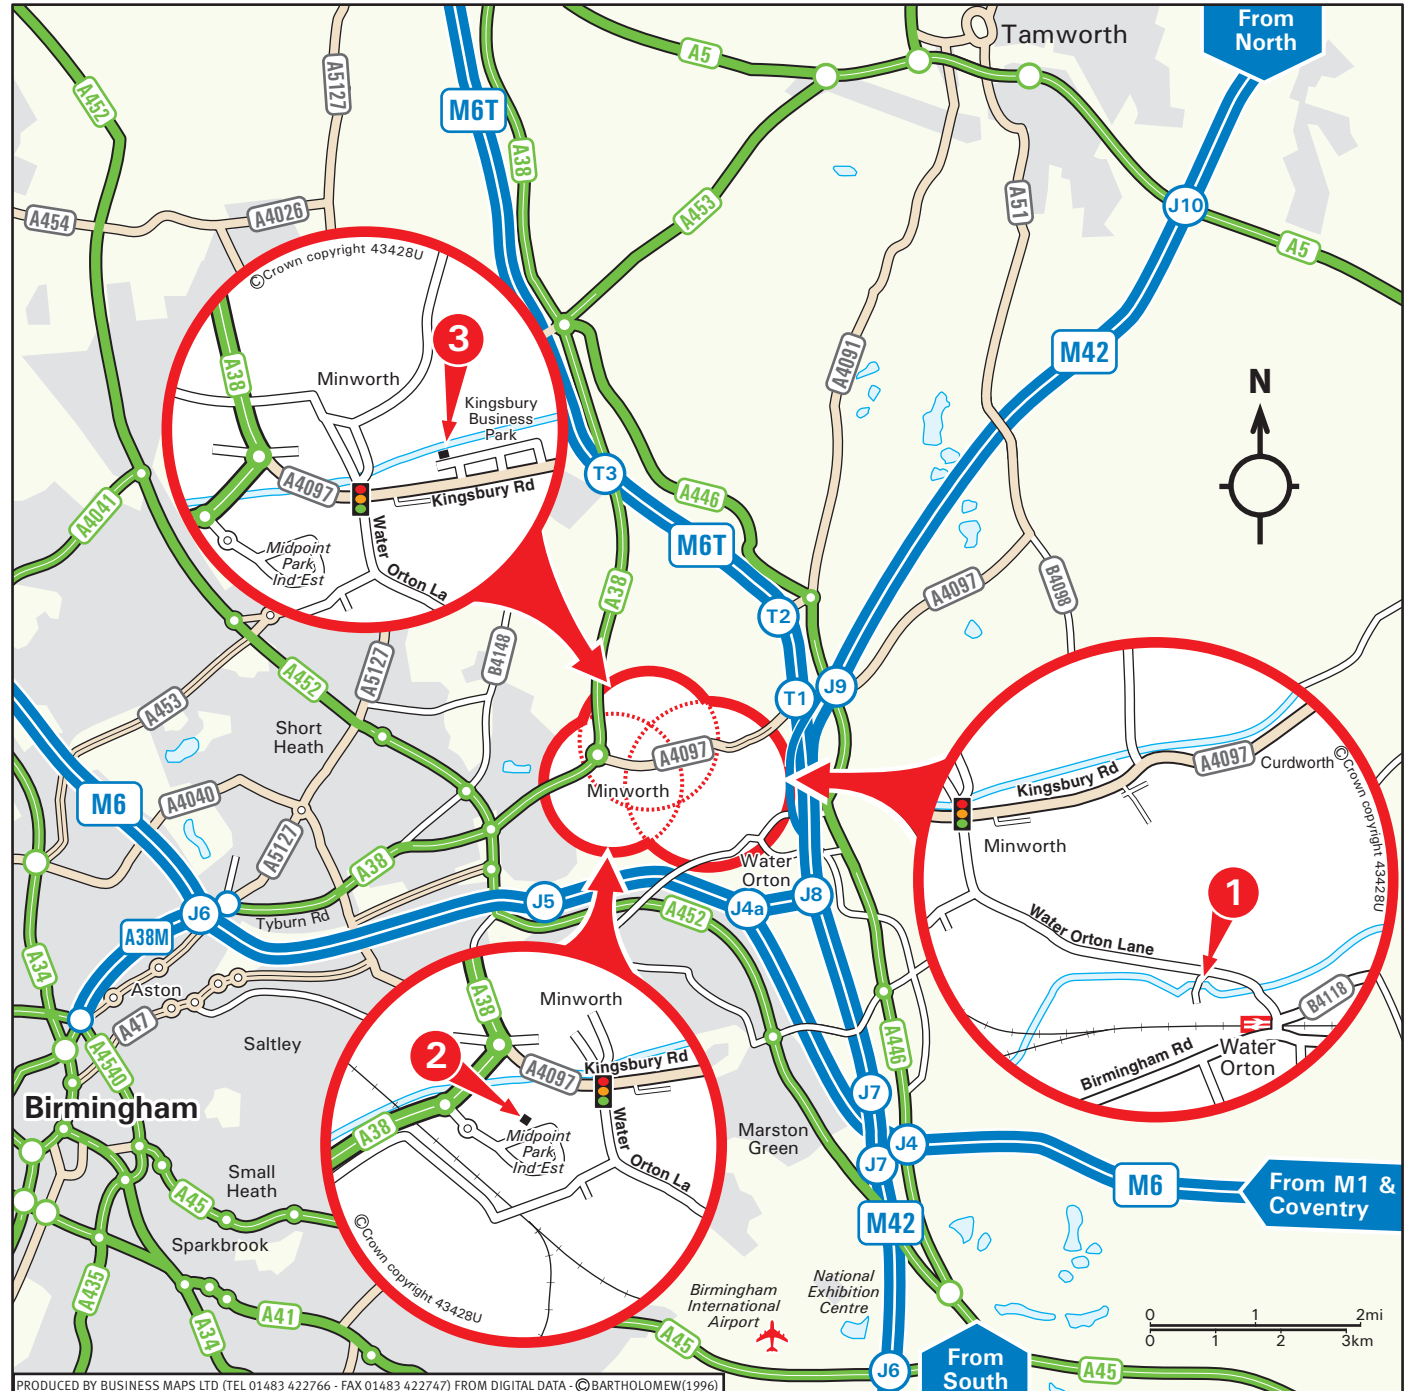 From
North
Tamworth
A5
A5127
A452
M6T
A38
A453
A51
J10
A5
A454
A4026
©Crown copyright 43428U
3
A38
Minworth
Kingsbury
Business
Park
A4097
Kingsbury Rd
Water Orton La
Midpoint
Park
Ind Est
A4091
M42
N
T3
A446
M6T
A4041
A38
T2
A4097
B4098
A452
A5127
B4148
A453
Short
Heath
T1
J9
A4097
Minworth
M6
A4040
A5127
A38
Tyburn Rd
J6
A38M
J5
A452
Water
Orton
J4a
J8
A4097
Curdworth
©Crown copyright 43428U
Kingsbury Rd
Minworth
1
Water Orton Lane
B4118
Water
Orton
Birmingham Rd
A34
Aston
A47
A4540
Saltley
Birmingham
A38
Minworth
2
A4097
Kingsbury Rd
A38
Midpoint
Park
Ind Est
Water Orton La
©Crown copyright 43428U
A446
J7
J4
J7
Marston
Green
M6
From M1 &
Coventry
M42
Small
Heath
A45
Sparkbrook
A435
A34
A41
Birmingham
International
Airport
National
Exhibition
Centre
A45
J6
From
South
A45
0 1 2mi
0 1 2 3km
PRODUCED BY BUSINESS MAPS LTD (TEL 01483 422766 - FAX 01483 422747) FROM DIGITAL DATA - ©BARTHOLOMEW(1996)